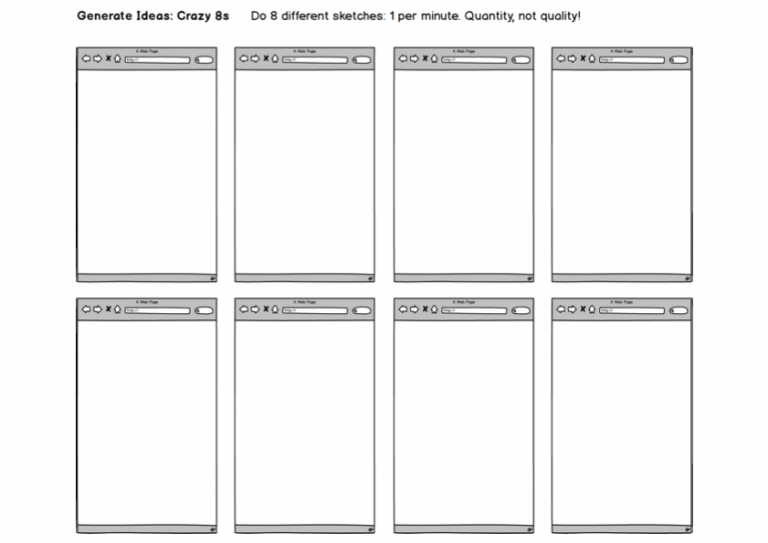 Generate Ideas: Crazy 8s Do 8 different sketches: 1 per minute. Quantity, not quality!
A Web Page A Web Page A Web Page A Web Page
http:// http:// http:// http://
A Web Page A Web Page A Web Page A Web Page
http:// http:// http:// http://